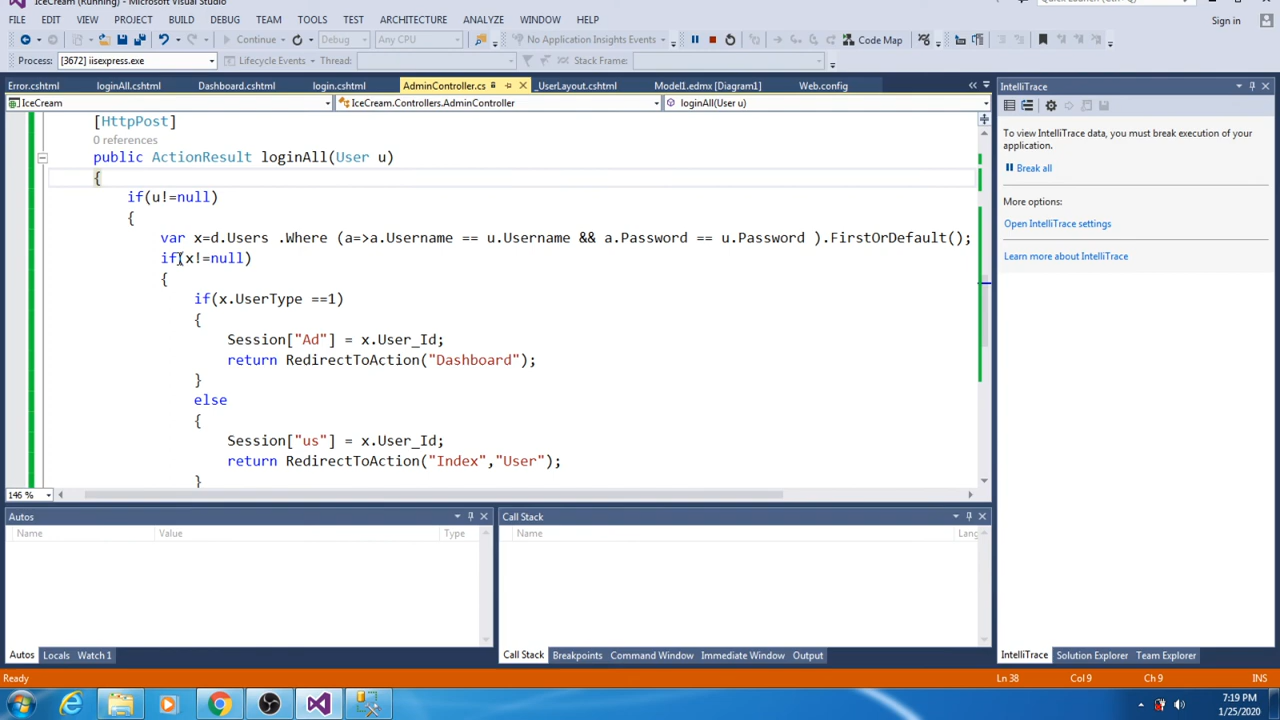 IceCream (Running) - Microsoft Visual Studio
Quick Launch (Ctrl+Q)
FILE EDIT VIEW PROJECT BUILD DEBUG TEAM TOOLS TEST ARCHITECTURE ANALYZE WINDOW HELP Sign in
Continue Debug Any CPU No Application Insights Events Code Map
Process: [3672] iisexpress.exe Lifecycle Events Thread: Stack Frame:
Error.cshtml loginAll.cshtml Dashboard.cshtml login.cshtml AdminController.cs _UserLayout.cshtml Model1.edmx [Diagram1] Web.config
IceCream IceCream.Controllers.AdminController loginAll(User u)
[HttpPost]
0 references
public ActionResult loginAll(User u)
{
if(u!=null)
{
var x=d.Users .Where (a=>a.Username == u.Username && a.Password == u.Password ).FirstOrDefault();
if(x!=null)
{
if(x.UserType ==1)
{
Session["Ad"] = x.User_Id;
return RedirectToAction("Dashboard");
}
else
{
Session["us"] = x.User_Id;
return RedirectToAction("Index","User");
}
146 %
IntelliTrace
To view IntelliTrace data, you must break execution of your
application.
Break all
More options:
Open IntelliTrace settings
Learn more about IntelliTrace
Autos
Name Value Type
Call Stack
Name Lang
Autos Locals Watch 1
Call Stack Breakpoints Command Window Immediate Window Output
IntelliTrace Solution Explorer Team Explorer
Ready Ln 38 Col 9 Ch 9 INS
7:19 PM
1/25/2020